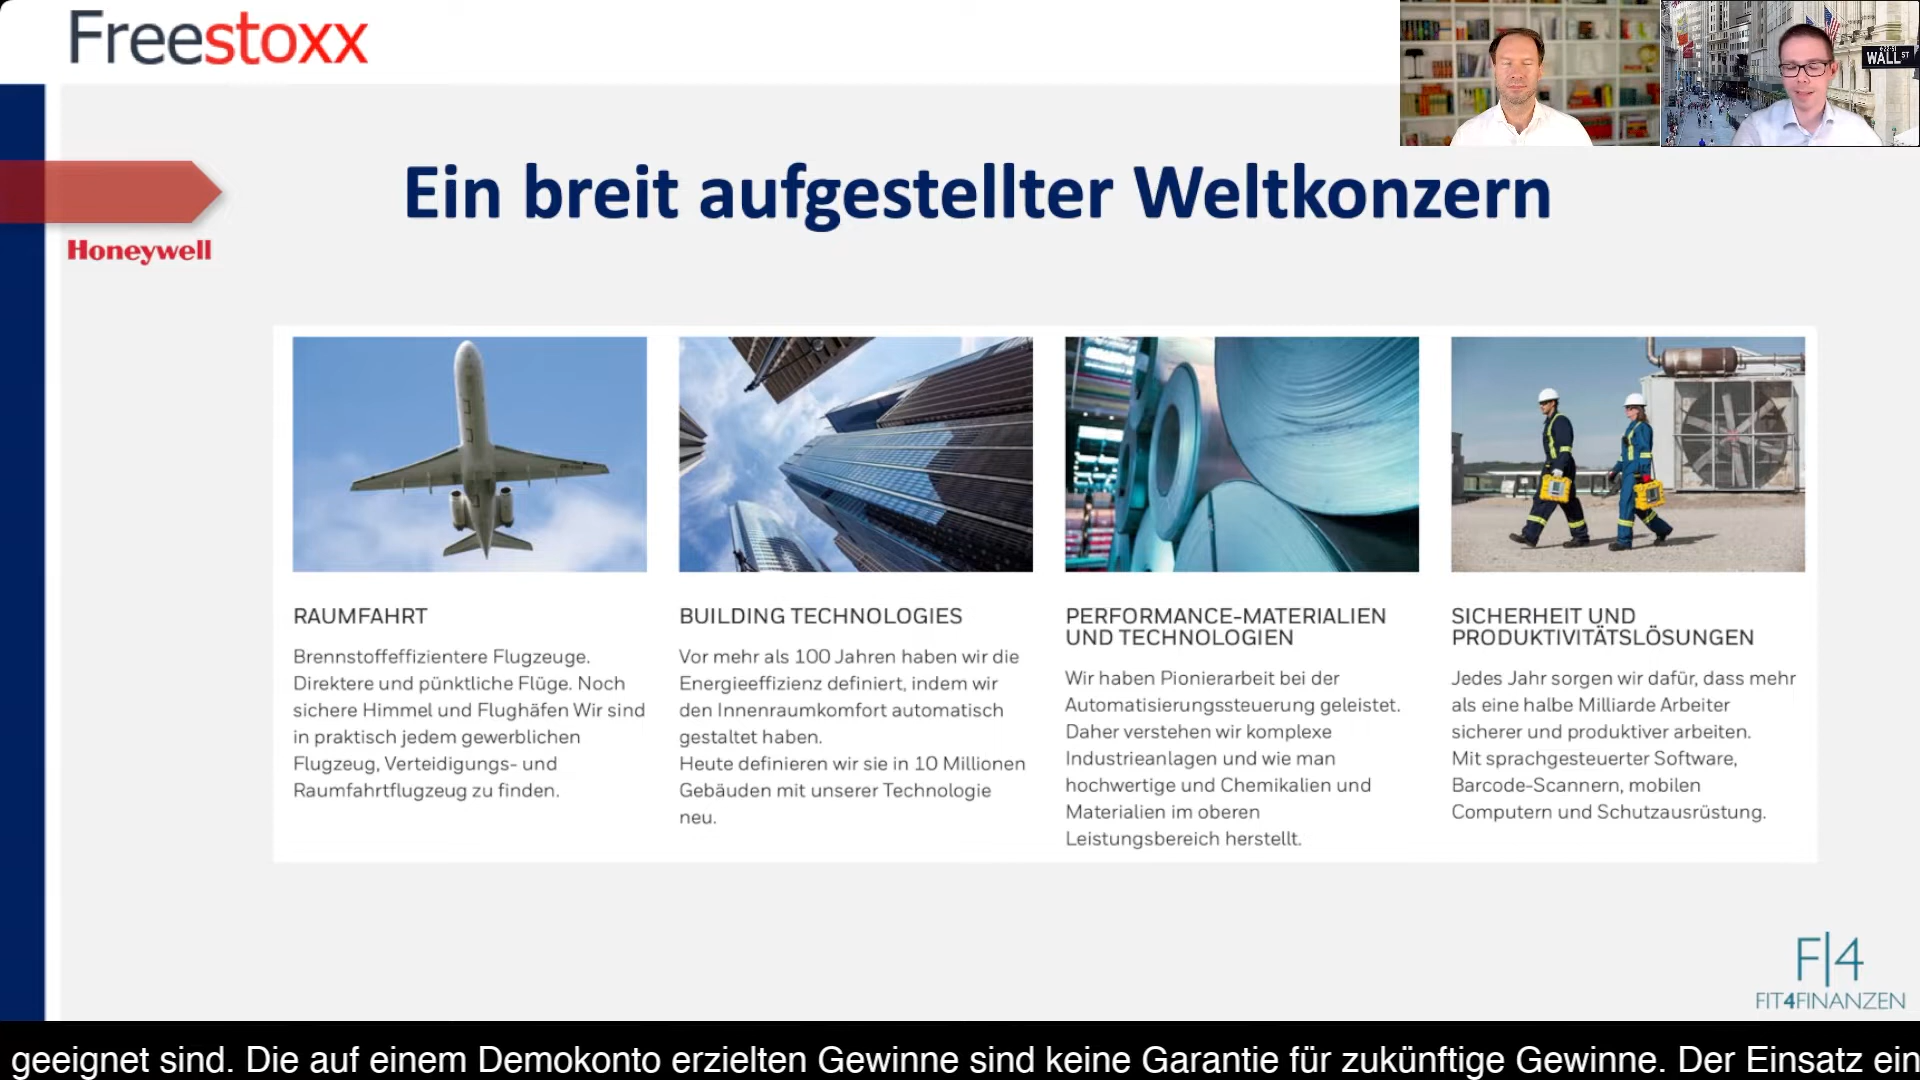 Freestoxx
WALL ST
Ein breit aufgestellter Weltkonzern
Honeywell
RAUMFAHRT
Brennstoffeffizientere Flugzeuge.
Direktere und pünktliche Flüge. Noch
sichere Himmel und Flughäfen Wir sind
in praktisch jedem gewerblichen
Flugzeug, Verteidigungs- und
Raumfahrtflugzeug zu finden.
BUILDING TECHNOLOGIES
Vor mehr als 100 Jahren haben wir die
Energieeffizienz definiert, indem wir
den Innenraumkomfort automatisch
gestaltet haben.
Heute definieren wir sie in 10 Millionen
Gebäuden mit unserer Technologie
neu.
PERFORMANCE-MATERIALIEN
UND TECHNOLOGIEN
Wir haben Pionierarbeit bei der
Automatisierungssteuerung geleistet.
Daher verstehen wir komplexe
Industrieanlagen und wie man
hochwertige und Chemikalien und
Materialien im oberen
Leistungsbereich herstellt.
SICHERHEIT UND
PRODUKTIVITÄTSLÖSUNGEN
Jedes Jahr sorgen wir dafür, dass mehr
als eine halbe Milliarde Arbeiter
sicherer und produktiver arbeiten.
Mit sprachgesteuerter Software,
Barcode-Scannern, mobilen
Computern und Schutzausrüstung.
F|4
FIT4FINANZEN
geeignet sind. Die auf einem Demokonto erzielten Gewinne sind keine Garantie für zukünftige Gewinne. Der Einsatz ein